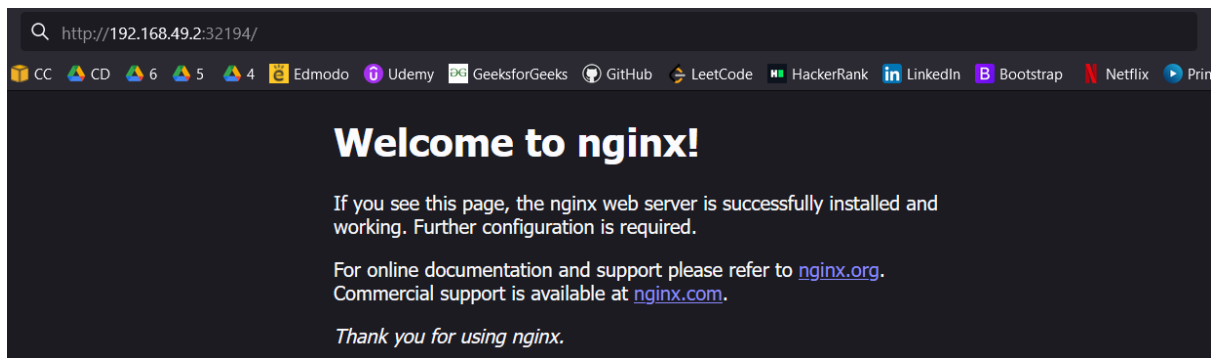 http://192.168.49.2:32194/
CC CD 6 5 4 ë Edmodo Udemy GeeksforGeeks GitHub LeetCode HackerRank in LinkedIn B Bootstrap N Netflix Prin
Welcome to nginx!
If you see this page, the nginx web server is successfully installed and
working. Further configuration is required.
For online documentation and support please refer to nginx.org.
Commercial support is available at nginx.com.
Thank you for using nginx.